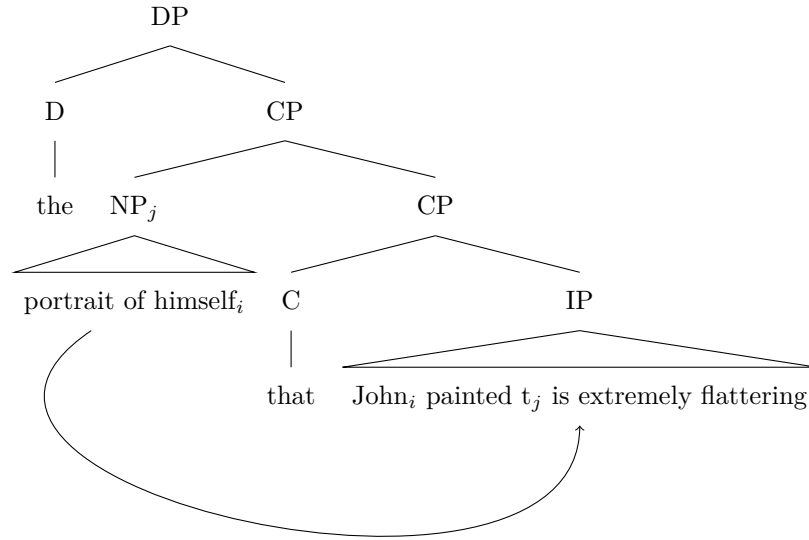 DP
D CP
the NP_j CP
portrait of himself_i C IP
that John_i painted t_j is extremely flattering